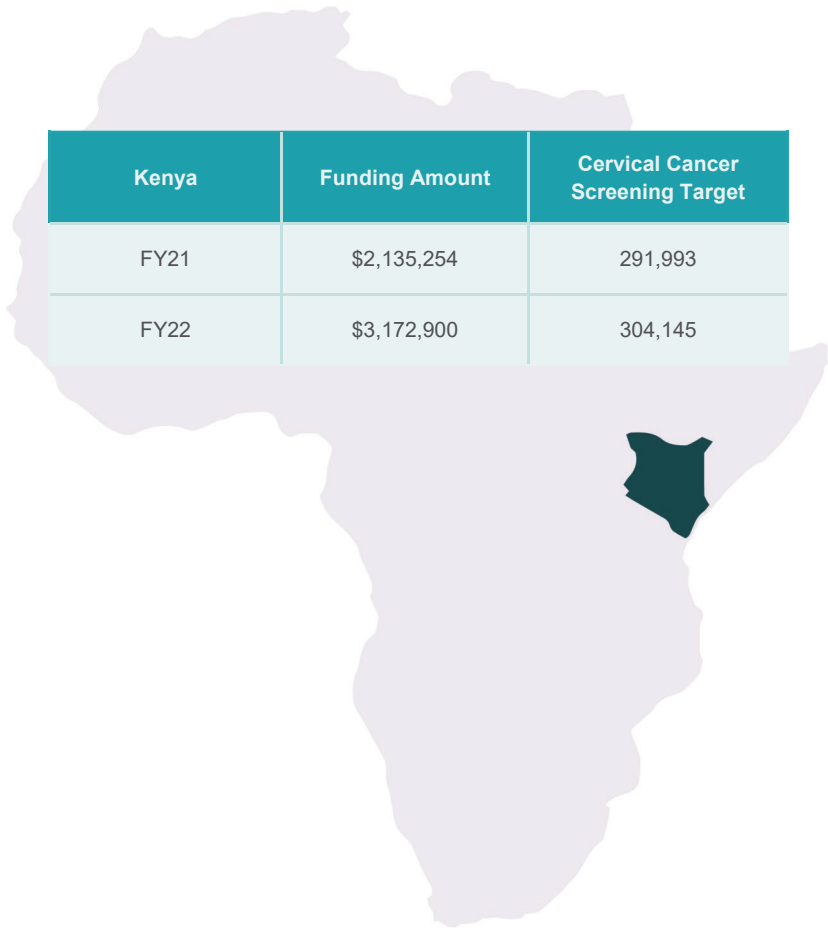 Kenya
Funding Amount
Cervical Cancer
Screening Target
FY21
$2,135,254
291,993
FY22
$3,172,900
304,145